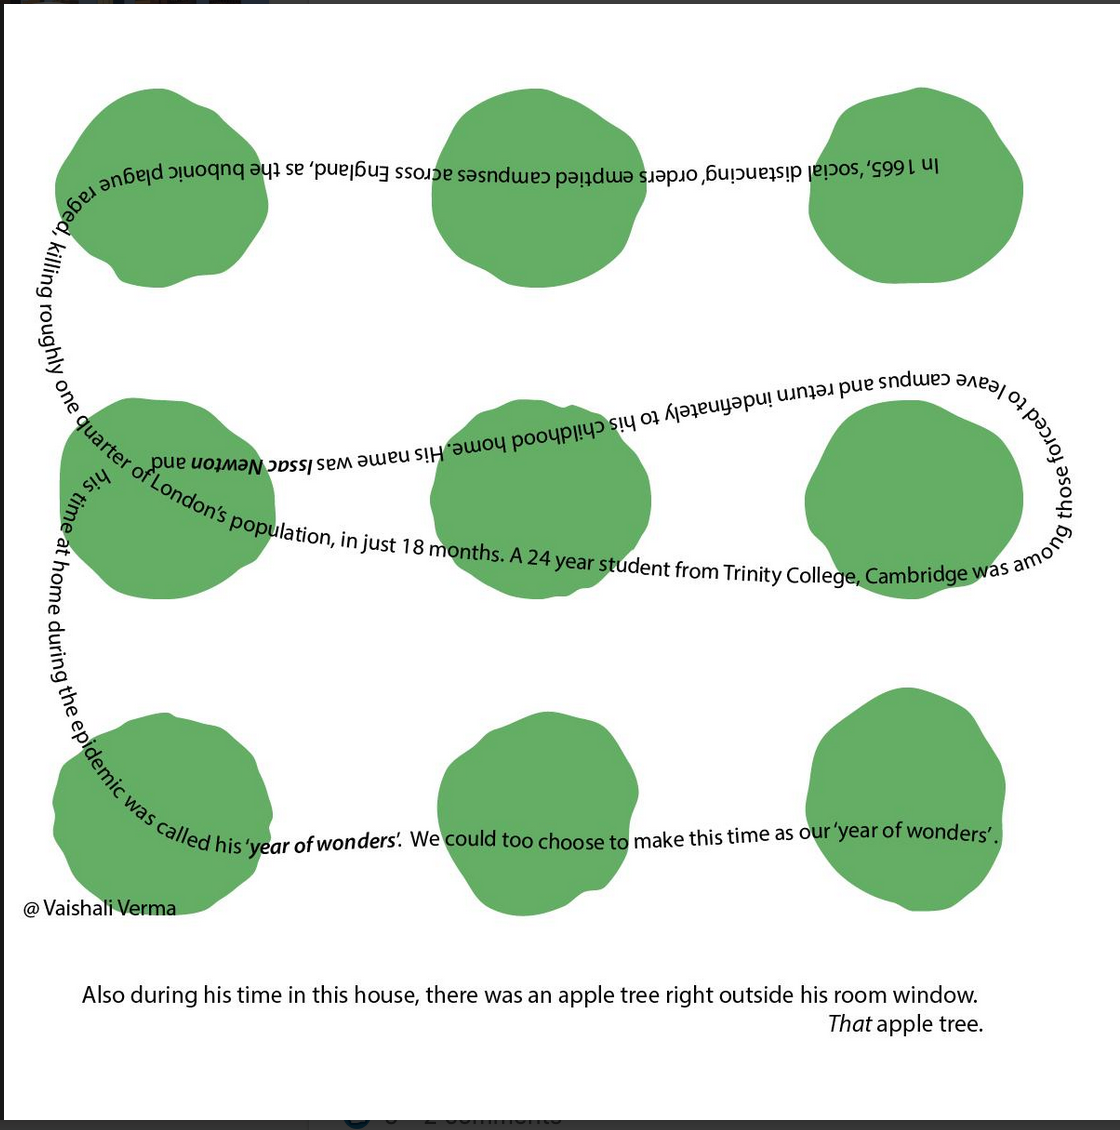 In 1665, 'social distancing' orders emptied campuses across England, as the bubonic plague raged, killing roughly one quarter of London's population, in just 18 months. A 24 year student from Trinity College, Cambridge was among those forced to leave campus and return indefinately to his childhood home. His name was Issac Newton and his time at home during the epidemic was called his 'year of wonders'. We could too choose to make this time as our 'year of wonders'.
@ Vaishali Verma
Also during his time in this house, there was an apple tree right outside his room window.
That apple tree.